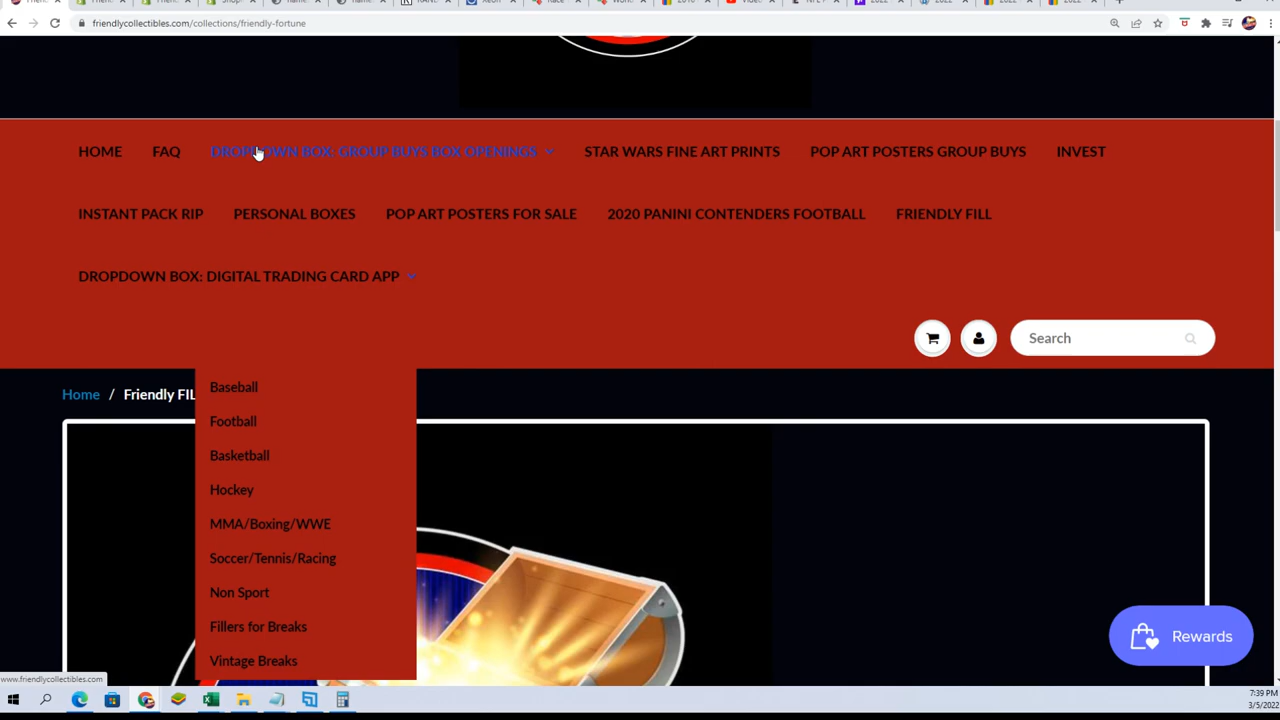 friendlycollectibles.com/collections/friendly-fortune
HOME FAQ DROPDOWN BOX: GROUP BUYS BOX OPENINGS STAR WARS FINE ART PRINTS POP ART POSTERS GROUP BUYS INVEST
INSTANT PACK RIP PERSONAL BOXES POP ART POSTERS FOR SALE 2020 PANINI CONTENDERS FOOTBALL FRIENDLY FILL
DROPDOWN BOX: DIGITAL TRADING CARD APP
Search
Home / Friendly FIL
Baseball
Football
Basketball
Hockey
MMA/Boxing/WWE
Soccer/Tennis/Racing
Non Sport
Fillers for Breaks
Vintage Breaks
Rewards
www.friendlycollectibles.com
7:39 PM
3/5/2022